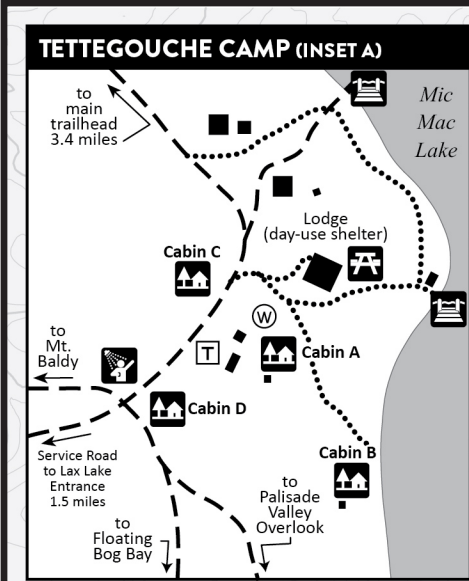 TETTEGOUCHE CAMP (INSET A)
to
main
trailhead
3.4 miles
Mic
Mac
Lake
Lodge
(day-use shelter)
Cabin C
W
to
Mt.
Baldy
T
Cabin A
Cabin D
Service Road
to Lax Lake
Entrance
1.5 miles
Cabin B
to
Floating
Bog Bay
to
Palisade
Valley
Overlook